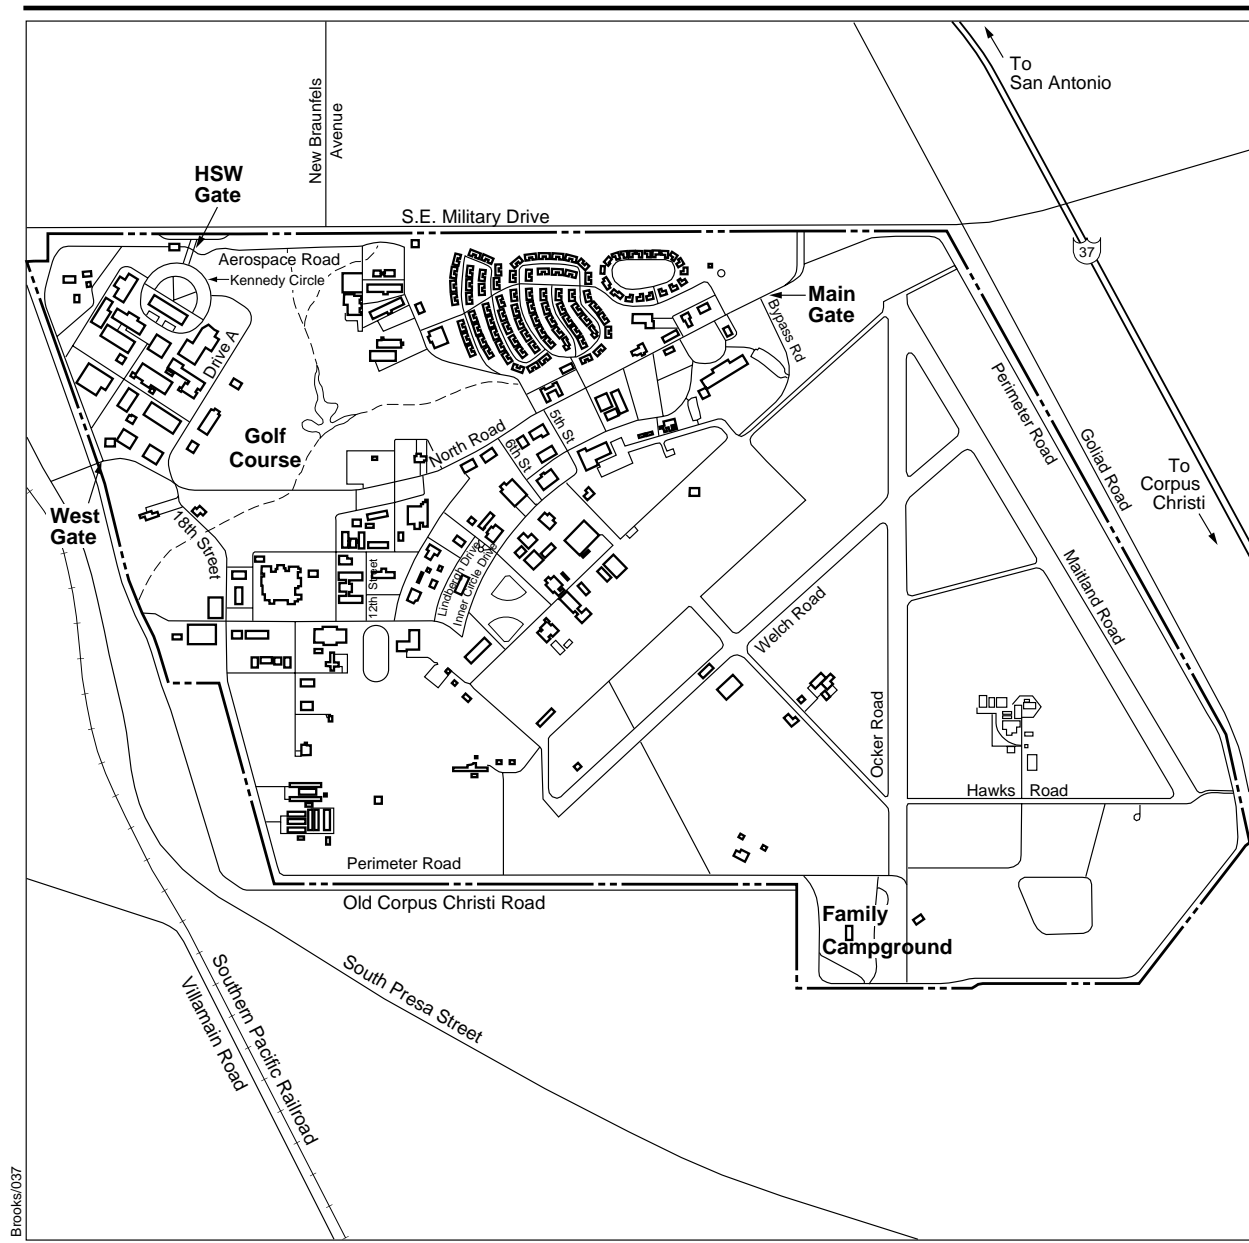 To
San Antonio
New Braunfels
Avenue
HSW
Gate
S.E. Military Drive
37
Aerospace Road
Kennedy Circle
Main
Gate
Bypass Rd
Drive A
Perimeter Road
Goliad Road
Golf
Course
North Road
5th St
6th St
To
Corpus
Christi
West
Gate
18th Street
Lindbergh Drive
Inner Circle Drive
12th Street
Maitland Road
Welch Road
Ocker Road
Hawks Road
Perimeter Road
Old Corpus Christi Road
Family
Campground
South Presa Street
Southern Pacific Railroad
Villamain Road
Brooks/037